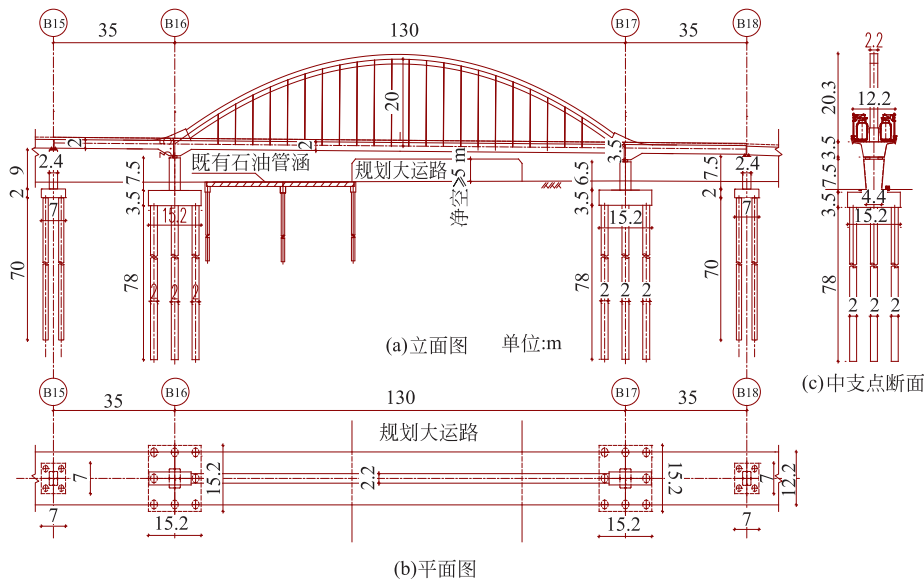 B15 B16 B17 B18
35 130 35
2.2
20.3
12.2
20
2 2 3.5
既有石油管涵 规划大运路
净空≥5 m
9 2.4 7.5 6.5 7.5 2.4
2 7 3.5 15.2 3.5 15.2 2 7
3.5
7.5
3.5 4.4
15.2
70 78 78 70 78
2 2 2 2 2 2 2 2 2
(a)立面图 单位:m
(c)中支点断面
B15 B16 B17 B18
35 130 35
规划大运路
7 15.2 2.2 15.2 7 12.2
7 15.2 15.2 7
(b)平面图